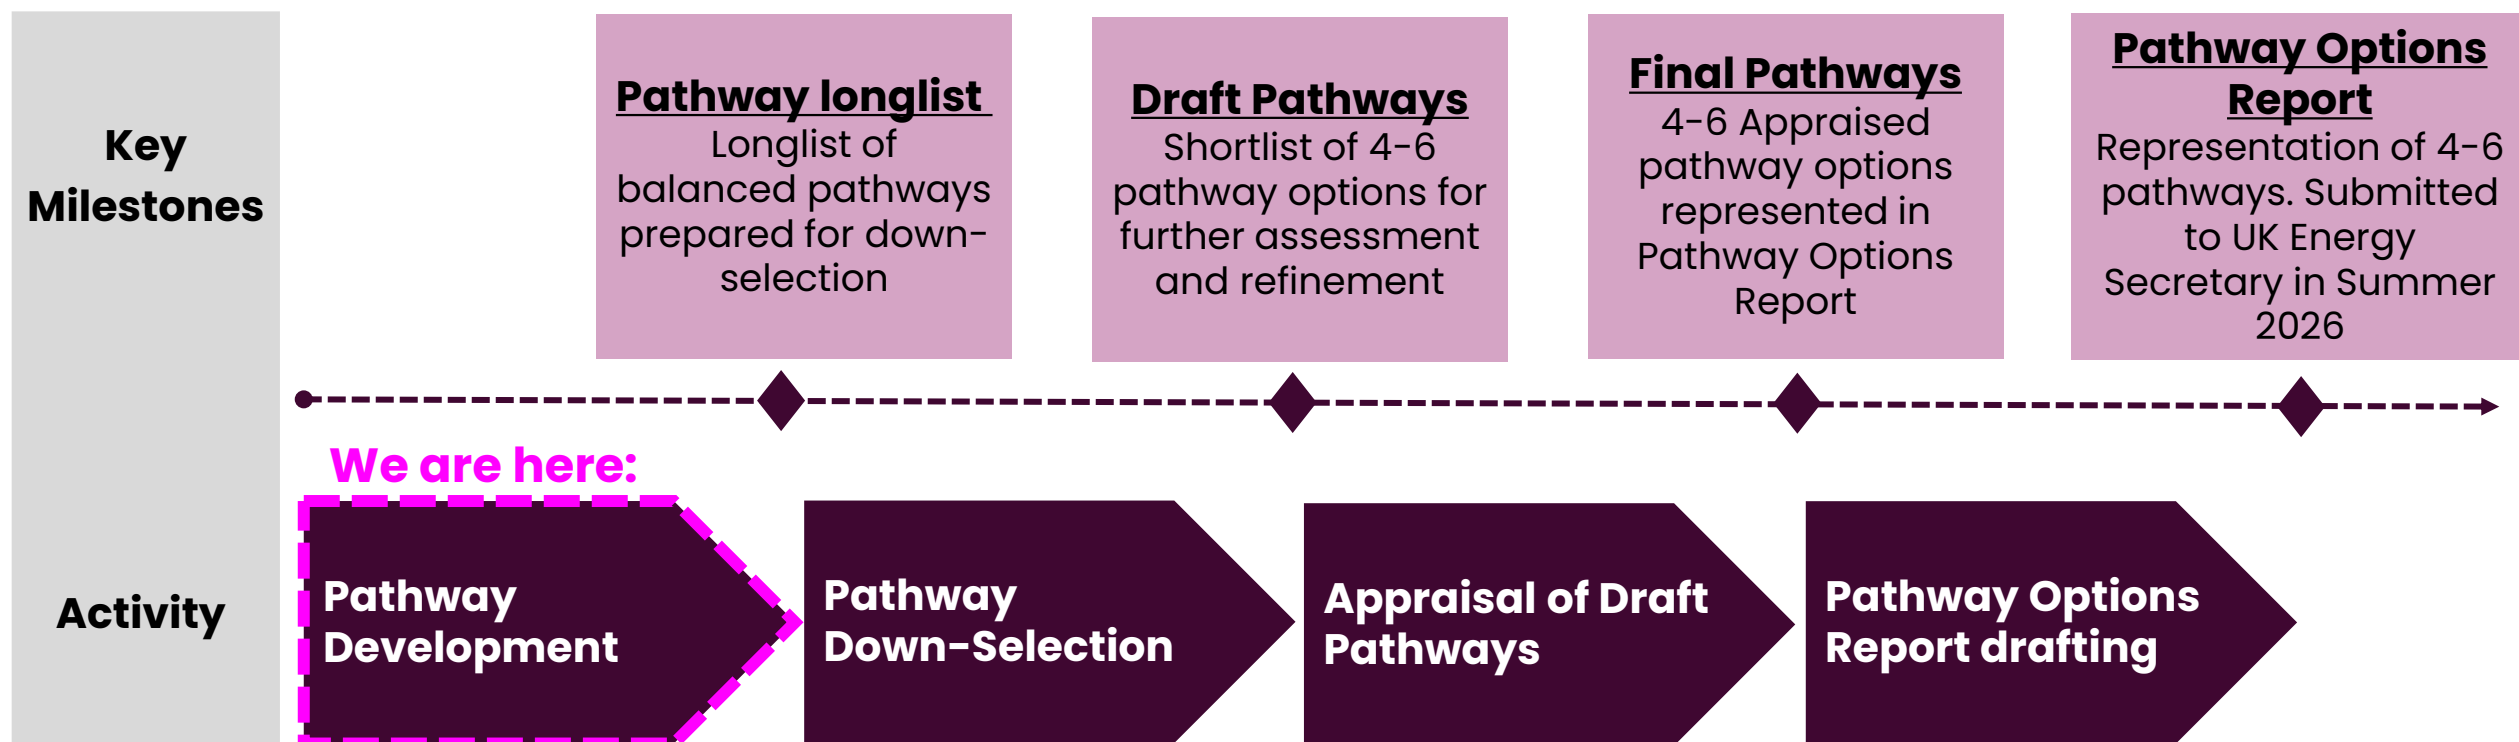 Key
Milestones
Pathway longlist
Longlist of
balanced pathways
prepared for down-
selection
Draft Pathways
Shortlist of 4-6
pathway options for
further assessment
and refinement
Final Pathways
4-6 Appraised
pathway options
represented in
Pathway Options
Report
Pathway Options
Report
Representation of 4-6
pathways. Submitted
to UK Energy
Secretary in Summer
2026
We are here:
Activity
Pathway
Development
Pathway
Down-Selection
Appraisal of Draft
Pathways
Pathway Options
Report drafting